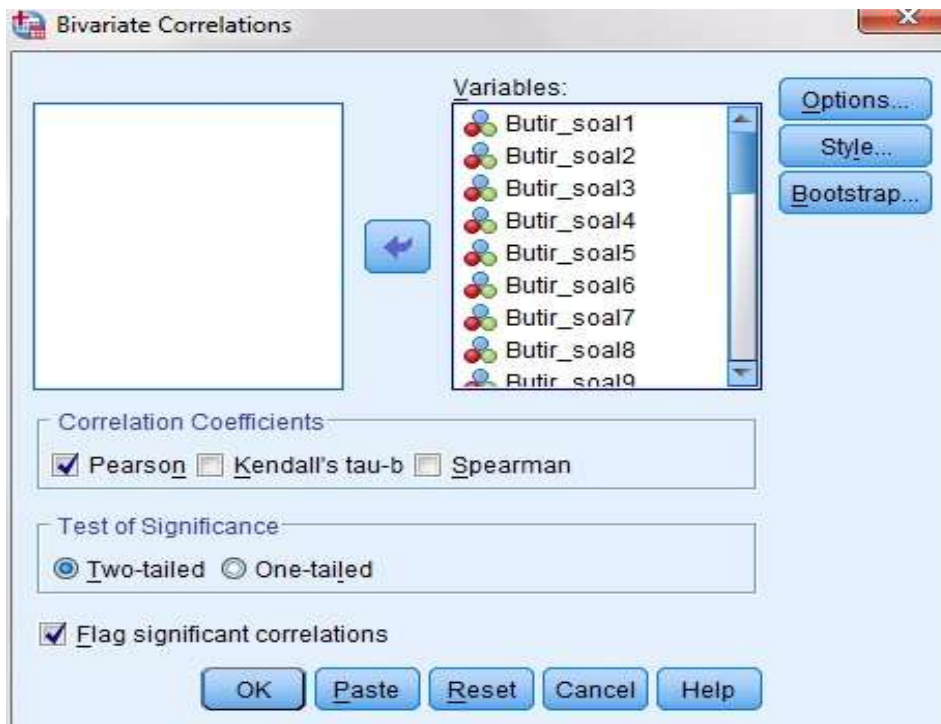 Bivariate Correlations
Variables:
Butir_soal1
Butir_soal2
Butir_soal3
Butir_soal4
Butir_soal5
Butir_soal6
Butir_soal7
Butir_soal8
Butir_soal9
Options...
Style...
Bootstrap...
Correlation Coefficients
Pearson Kendall's tau-b Spearman
Test of Significance
Two-tailed One-tailed
Flag significant correlations
OK Paste Reset Cancel Help